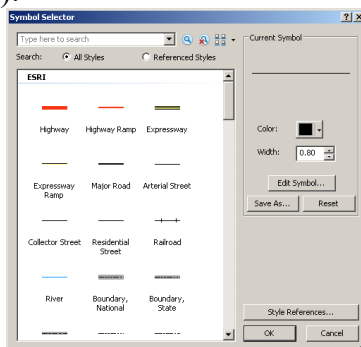 ).
Symbol Selector
Type here to search
Search: All Styles Referenced Styles
ESRI
Highway Highway Ramp Expressway
Expressway Ramp Major Road Arterial Street
Collector Street Residential Street Railroad
River Boundary, National Boundary, State
Current Symbol
Color:
Width: 0.80
Edit Symbol...
Save As... Reset
Style References...
OK Cancel